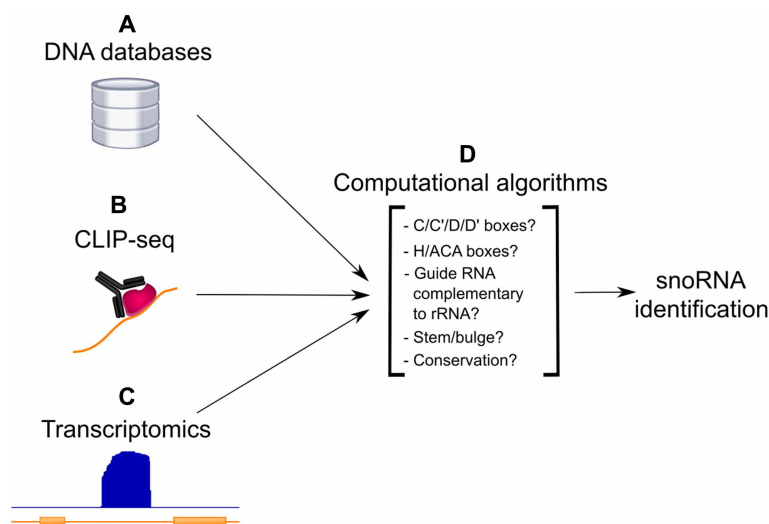 A
DNA databases
B
CLIP-seq
C
Transcriptomics
D
Computational algorithms
- C/C'/D/D' boxes?
- H/ACA boxes?
- Guide RNA
complementary
to rRNA?
- Stem/bulge?
- Conservation?
snoRNA
identification